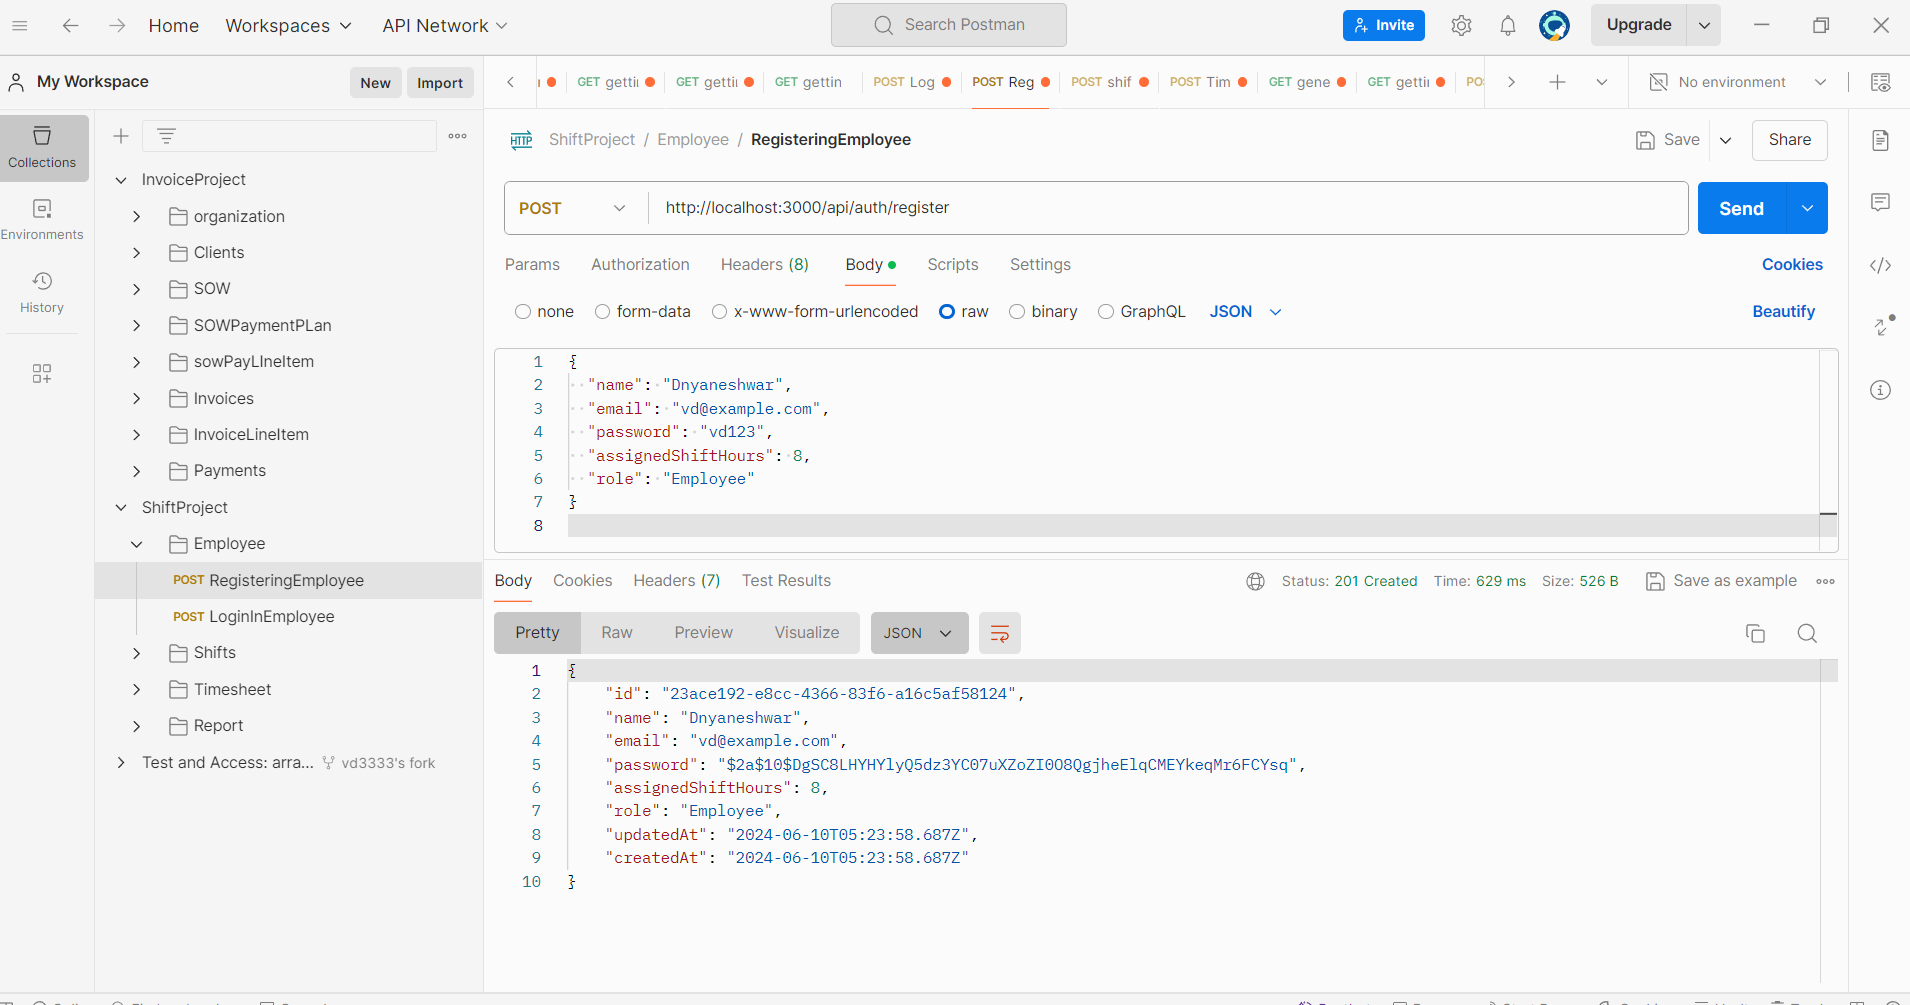 Home Workspaces API Network Search Postman Invite Upgrade
My Workspace New Import
GET gettin GET gettin GET gettin POST Log POST Reg POST shif POST Tim GET gene GET gettin No environment
Collections
Environments
History
InvoiceProject
organization
Clients
SOW
SOWPaymentPLan
sowPayLIneItem
Invoices
InvoiceLineItem
Payments
ShiftProject
Employee
POST RegisteringEmployee
POST LoginInEmployee
Shifts
Timesheet
Report
Test and Access: arra... vd3333's fork
HTTP ShiftProject / Employee / RegisteringEmployee Save Share
POST http://localhost:3000/api/auth/register Send
Params Authorization Headers (8) Body Scripts Settings Cookies
none form-data x-www-form-urlencoded raw binary GraphQL JSON Beautify
1 {
2 "name": "Dnyaneshwar",
3 "email": "vd@example.com",
4 "password": "vd123",
5 "assignedShiftHours": 8,
6 "role": "Employee"
7 }
8
Body Cookies Headers (7) Test Results Status: 201 Created Time: 629 ms Size: 526 B Save as example
Pretty Raw Preview Visualize JSON
1 {
2 "id": "23ace192-e8cc-4366-83f6-a16c5af58124",
3 "name": "Dnyaneshwar",
4 "email": "vd@example.com",
5 "password": "$2a$10$DgSC8LHYHYlyQ5dz3YC07uXZoZI0O8QgjheElqCMEYkeqMr6FCYsq",
6 "assignedShiftHours": 8,
7 "role": "Employee",
8 "updatedAt": "2024-06-10T05:23:58.687Z",
9 "createdAt": "2024-06-10T05:23:58.687Z"
10 }